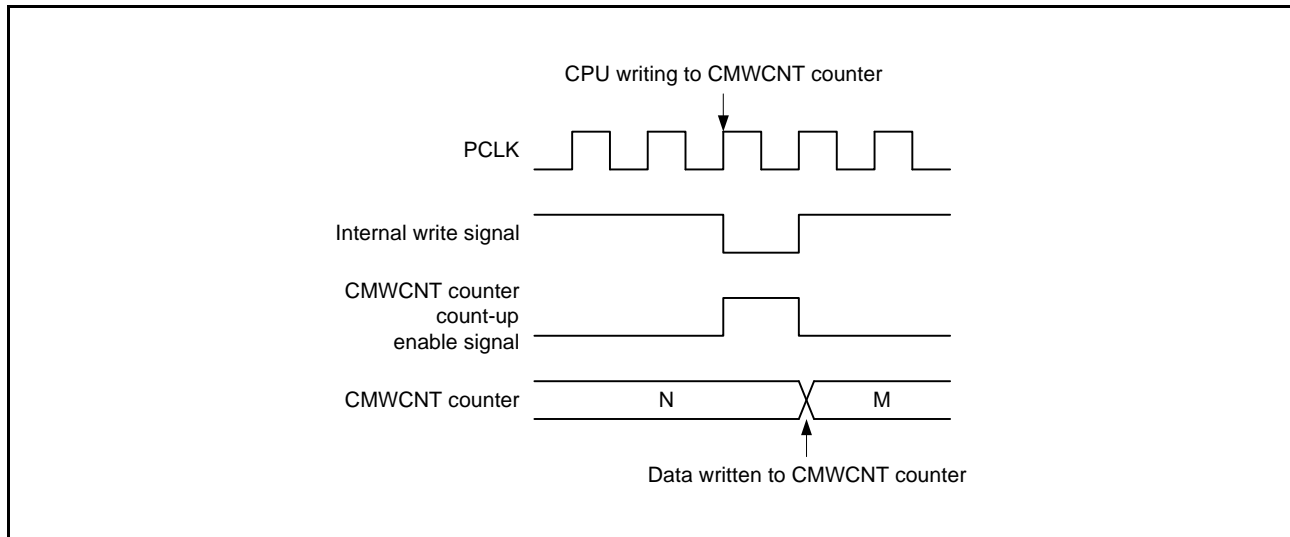 CPU writing to CMWCNT counter
PCLK
Internal write signal
CMWCNT counter
count-up
enable signal
CMWCNT counter
N
M
Data written to CMWCNT counter